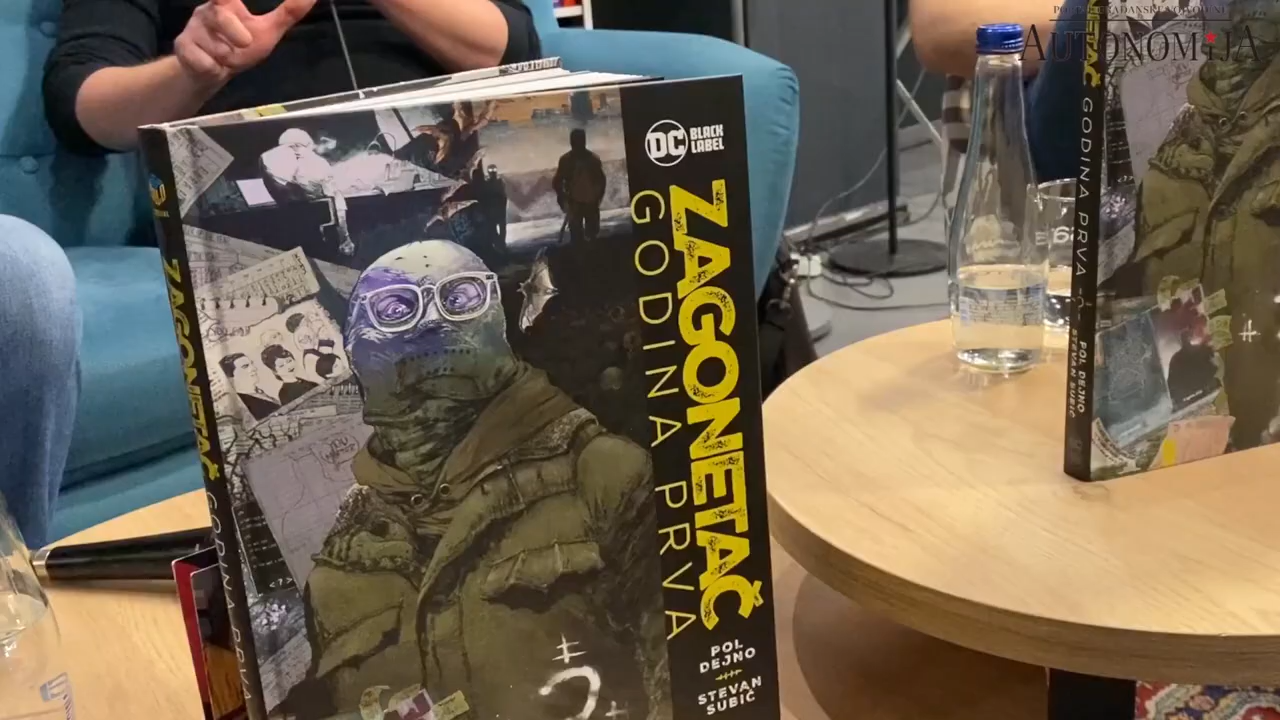 AUTONOMIJA
DC BLACK LABEL
ZAGONETAČ
GODINA PRVA
POL DEJNO
STEVAN SUBIĆ
ZAGONETAČ GODINA PRVA
GODINA PRVA
POL DEJNO
STEVAN SUBIĆ